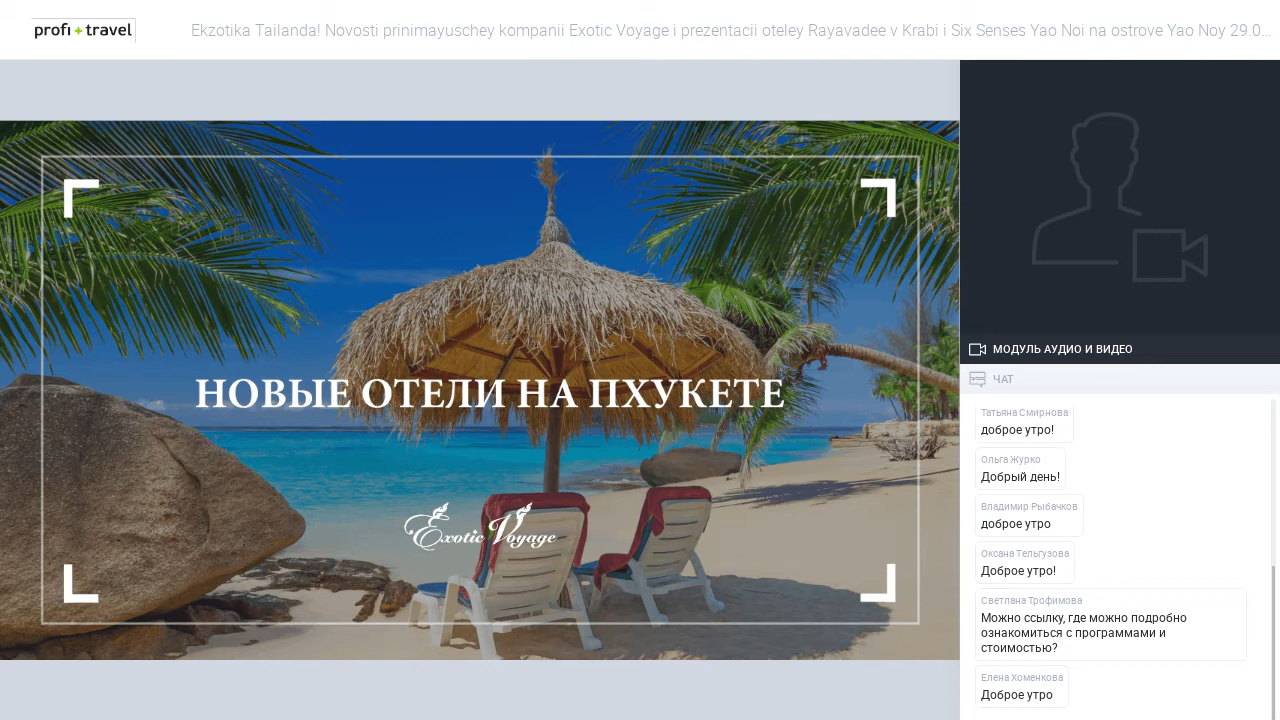 profi + travel
Ekzotika Tailanda! Novosti prinimayuschey kompanii Exotic Voyage i prezentacii oteley Rayavadee v Krabi i Six Senses Yao Noi na ostrove Yao Noy 29.0...
НОВЫЕ ОТЕЛИ НА ПХУКЕТЕ
Exotic Voyage
МОДУЛЬ АУДИО И ВИДЕО
ЧАТ
Татьяна Смирнова
доброе утро!
Ольга Журко
Добрый день!
Владимир Рыбачков
доброе утро
Оксана Тельгузова
Доброе утро!
Светлана Трофимова
Можно ссылку, где можно подробно
ознакомиться с программами и
стоимостью?
Елена Хоменкова
Доброе утро